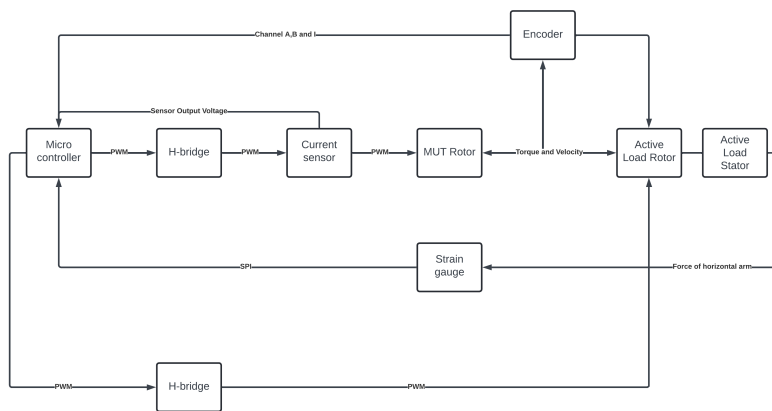 Encoder
Channel A,B and I
Sensor Output Voltage
Micro
controller
PWM
H-bridge
PWM
Current
sensor
PWM
MUT Rotor
Torque and Velocity
Active
Load Rotor
Active
Load
Stator
Strain
gauge
SPI
Force of horizontal arm
PWM
H-bridge
PWM